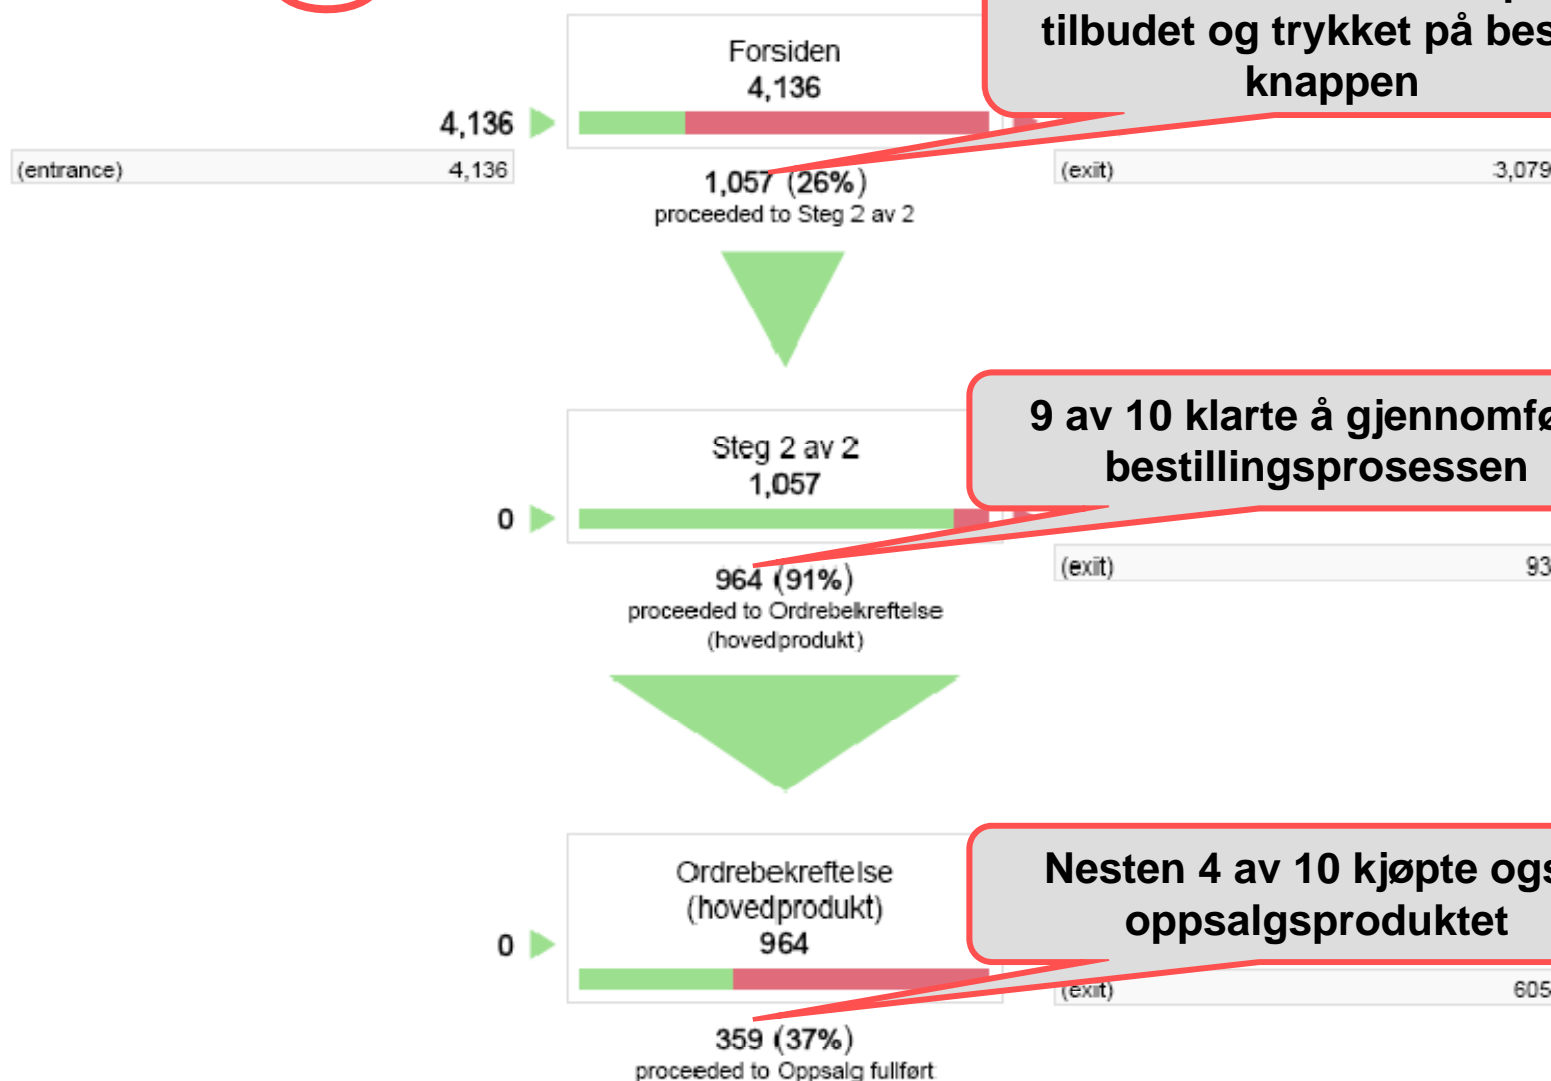 tilbudet og trykket på
knappen
Forsiden
4,136
4,136
(entrance) 4,136
(exit) 3,079
1,057 (26%)
proceeded to Steg 2 av 2
9 av 10 klarte å
bestillingsprosessen
Steg 2 av 2
1,057
0
(exit) 93
964 (91%)
proceeded to Ordrebekreftelse
(hovedprodukt)
Nesten 4 av 10 kjøpte
oppsalgsproduktet
Ordrebekreftelse
(hovedprodukt)
964
0
(exit) 605
359 (37%)
proceeded to Oppsalg fullført